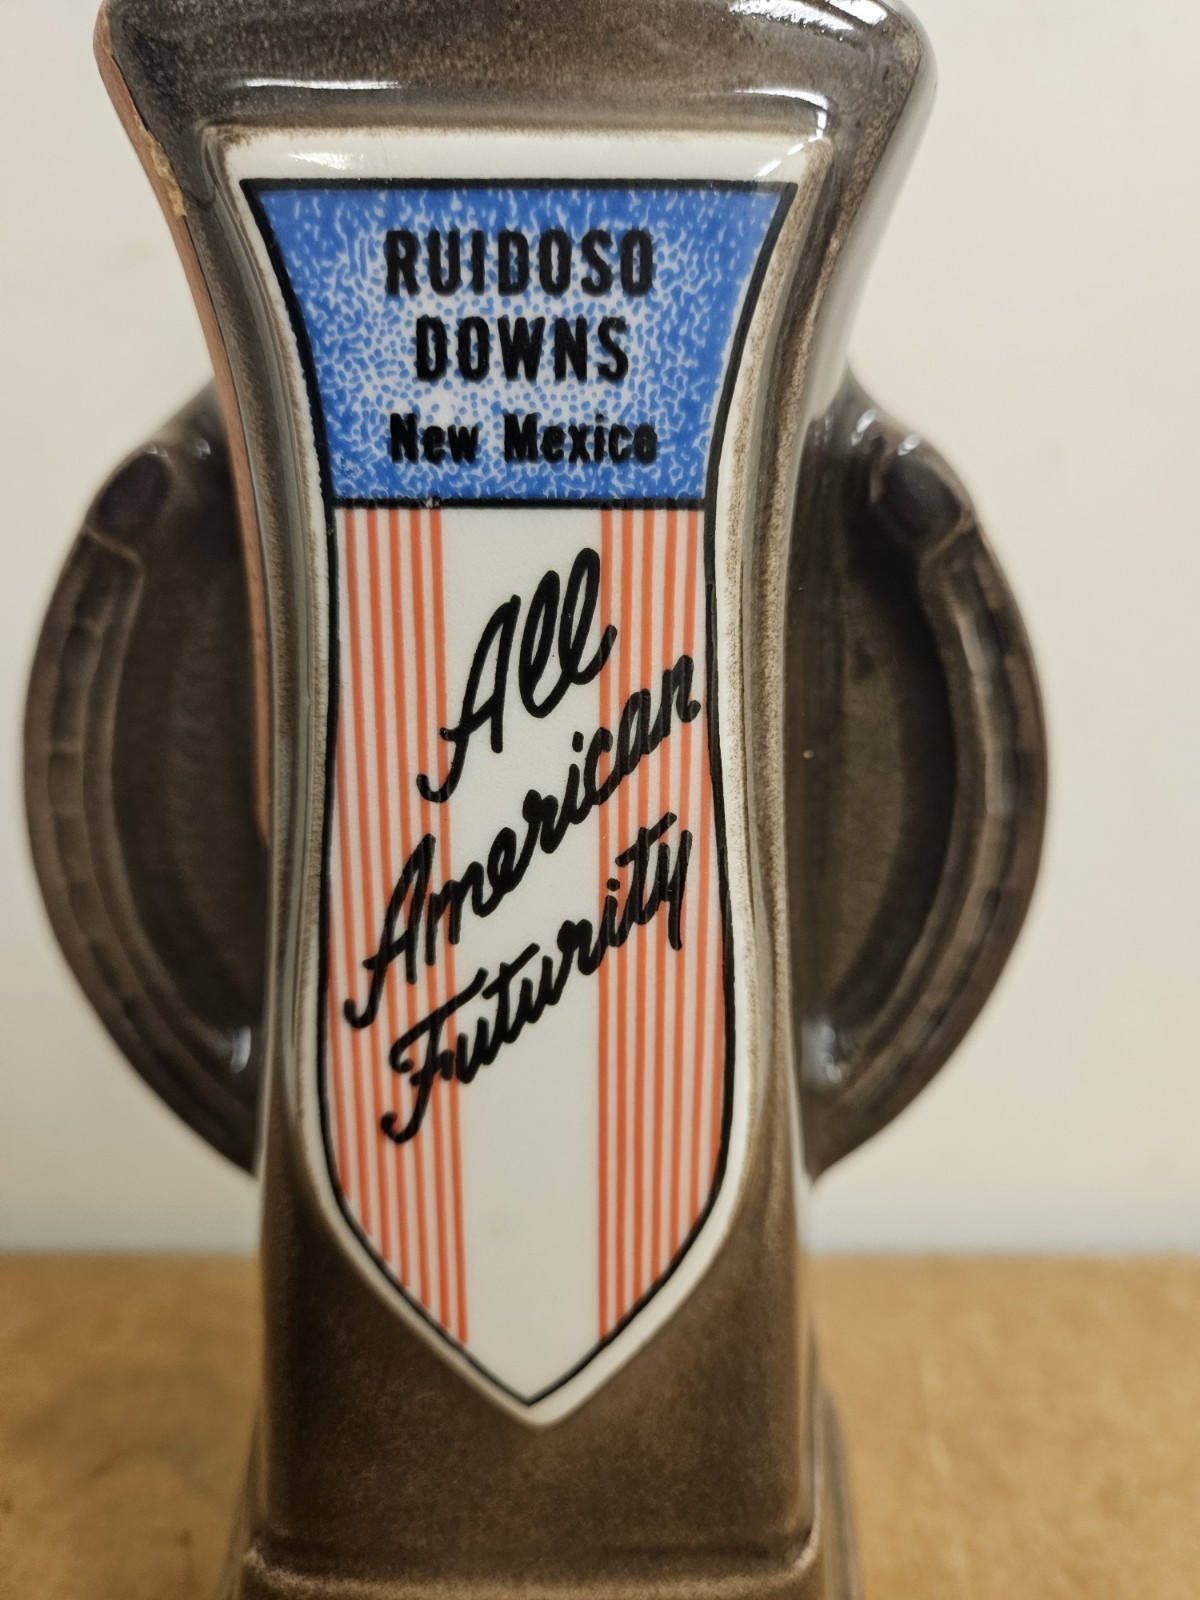 RUIDOSO
DOWNS
New Mexico
All
American
Futurity